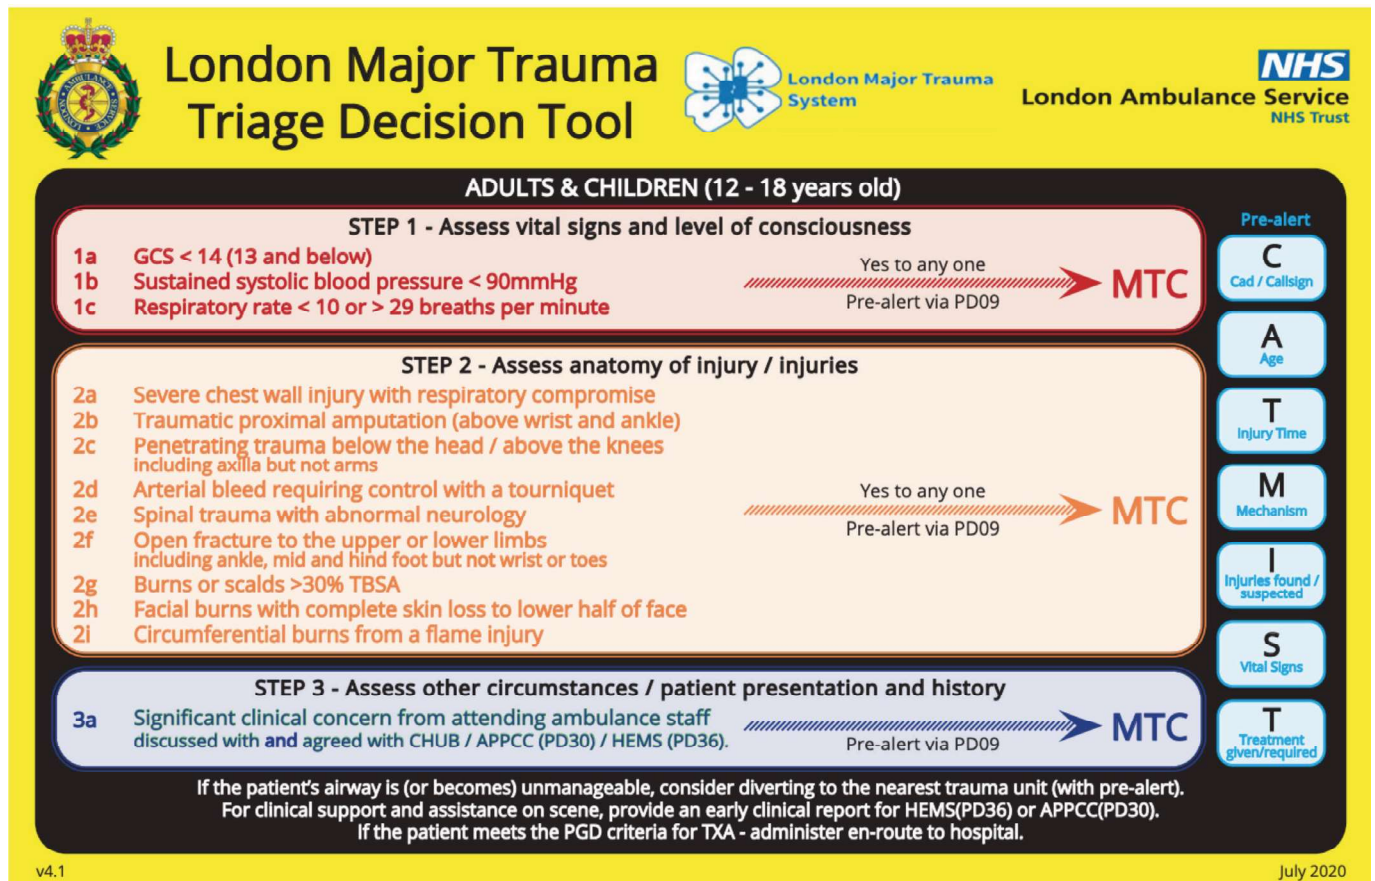 London Major Trauma
Triage Decision Tool
London Major Trauma
System
NHS
London Ambulance Service
NHS Trust
ADULTS & CHILDREN (12 - 18 years old)
STEP 1 - Assess vital signs and level of consciousness
1a GCS < 14 (13 and below)
1b Sustained systolic blood pressure < 90mmHg
1c Respiratory rate < 10 or > 29 breaths per minute
Yes to any one
Pre-alert via PD09
MTC
STEP 2 - Assess anatomy of injury / injuries
2a Severe chest wall injury with respiratory compromise
2b Traumatic proximal amputation (above wrist and ankle)
2c Penetrating trauma below the head / above the knees
including axilla but not arms
2d Arterial bleed requiring control with a tourniquet
2e Spinal trauma with abnormal neurology
2f Open fracture to the upper or lower limbs
including ankle, mid and hind foot but not wrist or toes
2g Burns or scalds >30% TBSA
2h Facial burns with complete skin loss to lower half of face
2i Circumferential burns from a flame injury
Yes to any one
Pre-alert via PD09
MTC
STEP 3 - Assess other circumstances / patient presentation and history
3a Significant clinical concern from attending ambulance staff
discussed with and agreed with CHUB / APPCC (PD30) / HEMS (PD36).
Pre-alert via PD09
MTC
Pre-alert
C
Cad / Callsign
A
Age
T
Injury Time
M
Mechanism
I
Injuries found /
suspected
S
Vital Signs
T
Treatment
given/required
If the patient's airway is (or becomes) unmanageable, consider diverting to the nearest trauma unit (with pre-alert).
For clinical support and assistance on scene, provide an early clinical report for HEMS(PD36) or APPCC(PD30).
If the patient meets the PGD criteria for TXA - administer en-route to hospital.
v4.1
July 2020